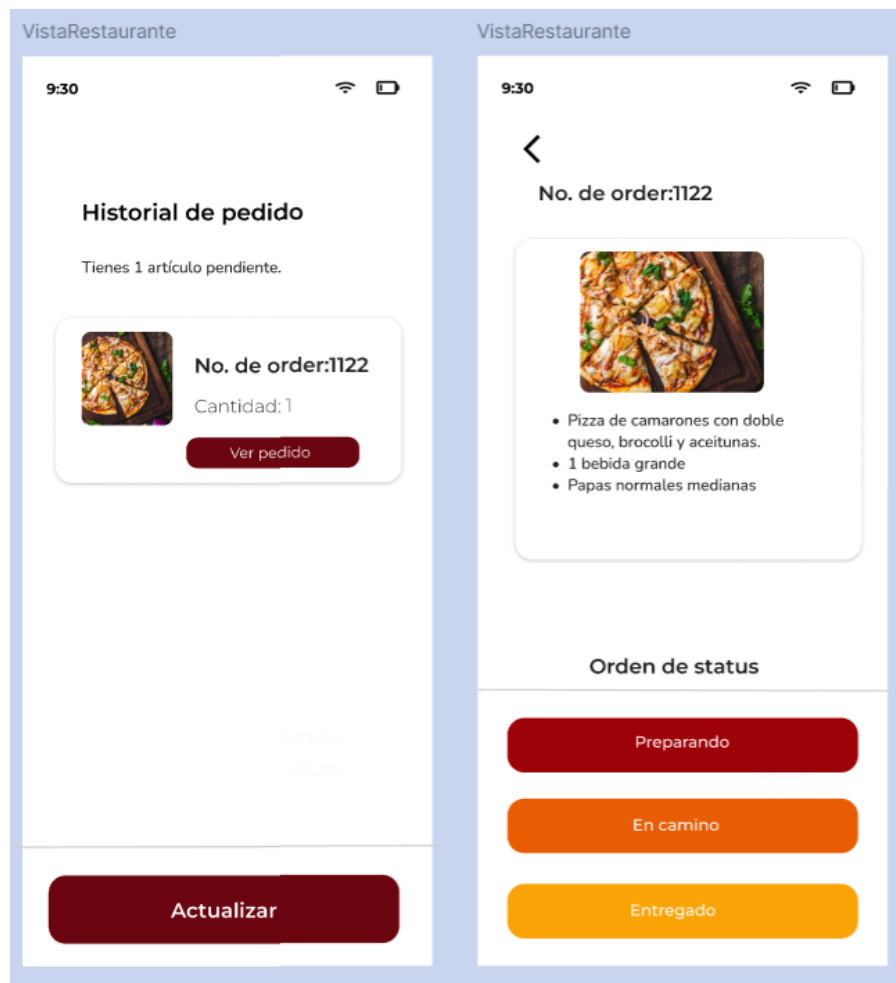 VistaRestaurante
9:30
Historial de pedido
Tienes 1 artículo pendiente.
No. de order:1122
Cantidad: 1
Ver pedido
Actualizar
VistaRestaurante
9:30
No. de order:1122
• Pizza de camarones con doble
queso, brocolli y aceitunas.
• 1 bebida grande
• Papas normales medianas
Orden de status
Preparando
En camino
Entregado